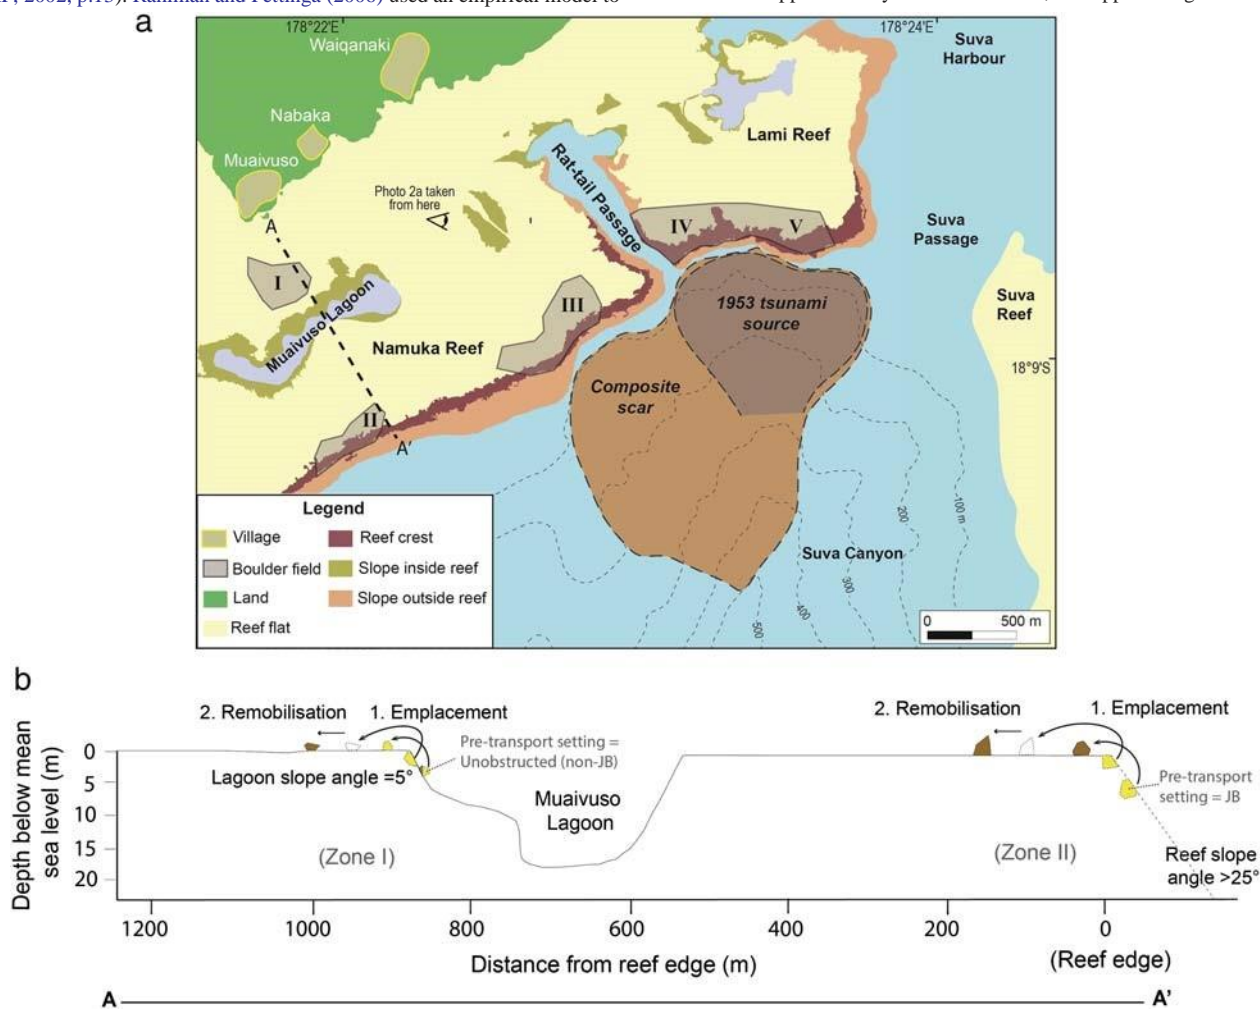 a
178°22'E
178°24'E
Waiqanaki
Suva
Harbour
Nabaka
Lami Reef
Muaivuso
Rat-tail Passage
Photo 2a taken
from here
A
IV
V
Suva
Passage
I
Muaivuso Lagoon
III
1953 tsunami
source
Suva
Reef
Namuka Reef
18°9'S
Composite
scar
II
A'
Legend
Village
Reef crest
Boulder field
Slope inside reef
Land
Slope outside reef
Reef flat
100 m
200
300
400
500
Suva Canyon
0
500 m
b
2. Remobilisation
1. Emplacement
2. Remobilisation
1. Emplacement
Pre-transport setting =
Unobstructed (non-JB)
Lagoon slope angle =5°
Muaivuso
Lagoon
Pre-transport
setting = JB
(Zone I)
(Zone II)
Reef slope
angle >25°
Depth below mean
sea level (m)
0
5
10
15
20
1200
1000
800
600
400
200
0
Distance from reef edge (m)
(Reef edge)
A
A'